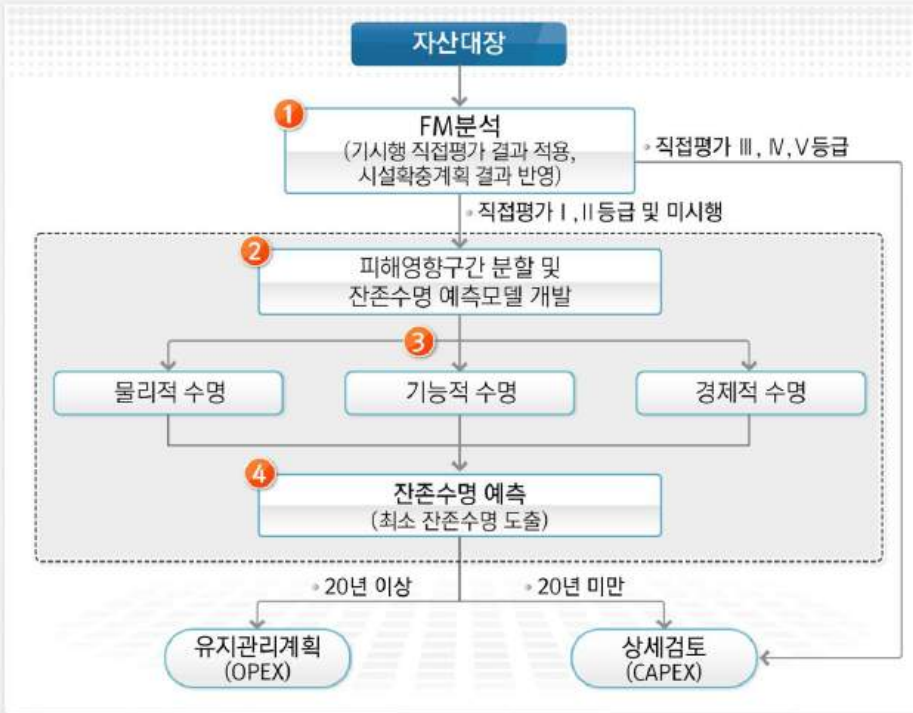 자산대장
1
FM분석
(기시행 직접평가 결과 적용,
시설확충계획 결과 반영)
직접평가 Ⅲ, Ⅳ, Ⅴ등급
직접평가 Ⅰ, Ⅱ등급 및 미시행
2
피해영향구간 분할 및
잔존수명 예측모델 개발
3
물리적 수명
기능적 수명
경제적 수명
4
잔존수명 예측
(최소 잔존수명 도출)
20년 이상
20년 미만
유지관리계획
(OPEX)
상세검토
(CAPEX)